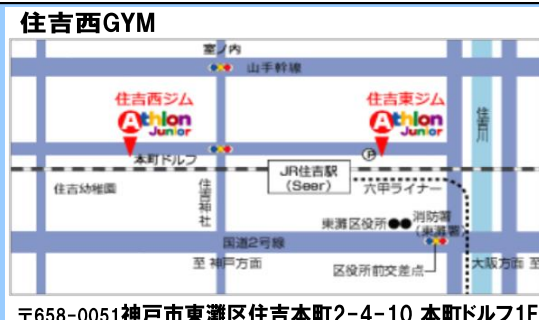 住吉西GYM
室ノ内
山手幹線
住吉西ジム
Athlon
Junior
住吉東ジム
Athlon
Junior
住吉川
本町ドルフ
P
JR住吉駅
(Seer)
住吉幼稚園
住吉神社
六甲ライナー
東灘区役所
消防署
(東灘署)
国道2号線
至 神戸方面
区役所前交差点
大阪方面 至
〒658-0051神戸市東灘区住吉本町2-4-10 本町ドルフ1F